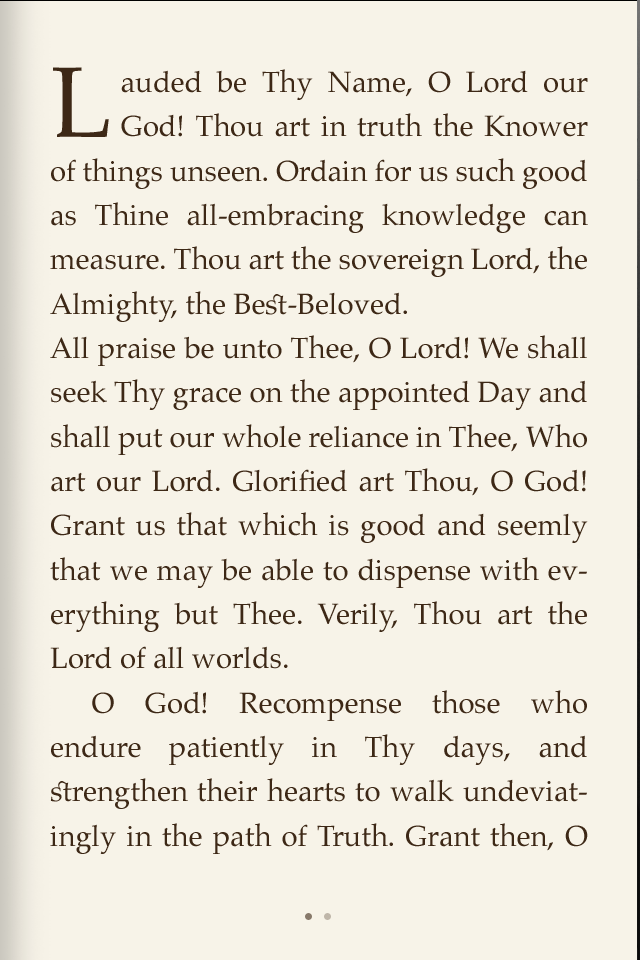 Lauded be Thy Name, O Lord our
God! Thou art in truth the Knower
of things unseen. Ordain for us such good
as Thine all-embracing knowledge can
measure. Thou art the sovereign Lord, the
Almighty, the Best-Beloved.
All praise be unto Thee, O Lord! We shall
seek Thy grace on the appointed Day and
shall put our whole reliance in Thee, Who
art our Lord. Glorified art Thou, O God!
Grant us that which is good and seemly
that we may be able to dispense with ev-
erything but Thee. Verily, Thou art the
Lord of all worlds.
O God! Recompense those who
endure patiently in Thy days, and
strengthen their hearts to walk undeviat-
ingly in the path of Truth. Grant then, O